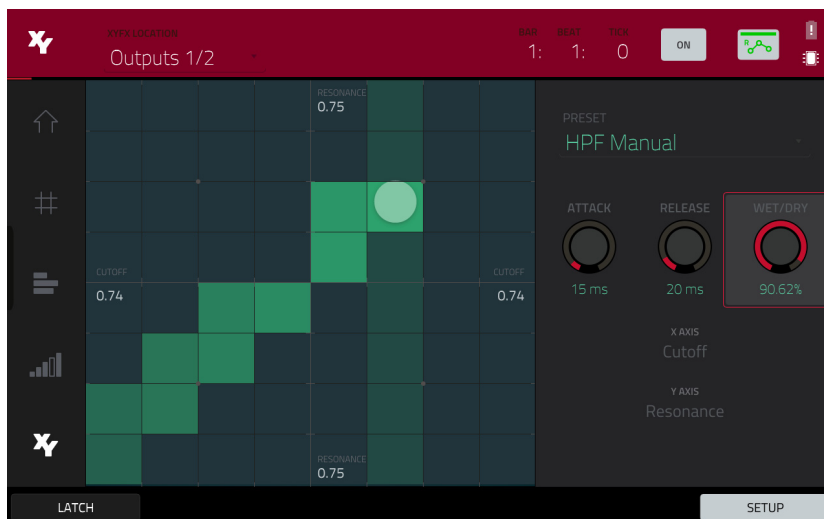 XY
XYFX LOCATION
Outputs 1/2
BAR BEAT TICK
1: 1: 0
ON
R
!
RESONANCE
0.75
CUTOFF
0.74
CUTOFF
0.74
RESONANCE
0.75
PRESET
HPF Manual
ATTACK RELEASE WET/DRY
15 ms 20 ms 90.62%
X AXIS
Cutoff
Y AXIS
Resonance
XY
LATCH
SETUP